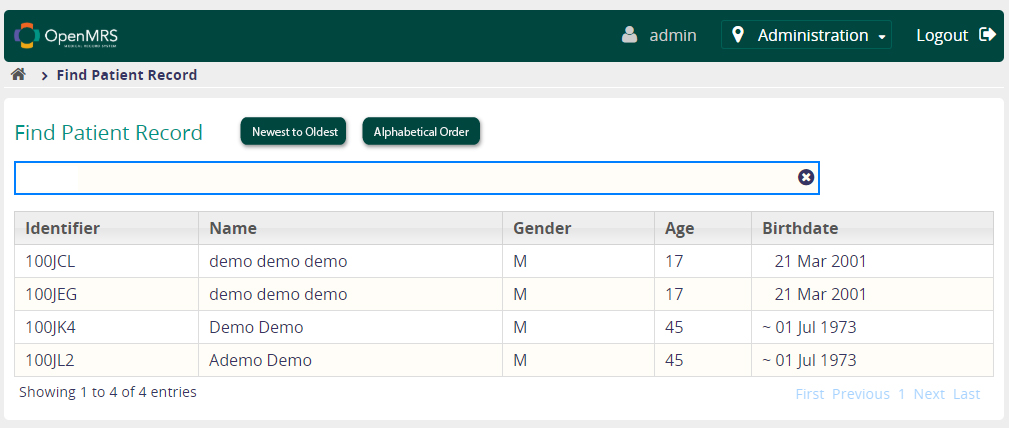 OpenMRS
MEDICAL RECORD SYSTEM
admin
Administration
Logout
Find Patient Record
Find Patient Record
Newest to Oldest
Alphabetical Order
Identifier Name Gender Age Birthdate
100JCL demo demo demo M 17 21 Mar 2001
100JEG demo demo demo M 17 21 Mar 2001
100JK4 Demo Demo M 45 ~ 01 Jul 1973
100JL2 Ademo Demo M 45 ~ 01 Jul 1973
Showing 1 to 4 of 4 entries
First Previous 1 Next Last